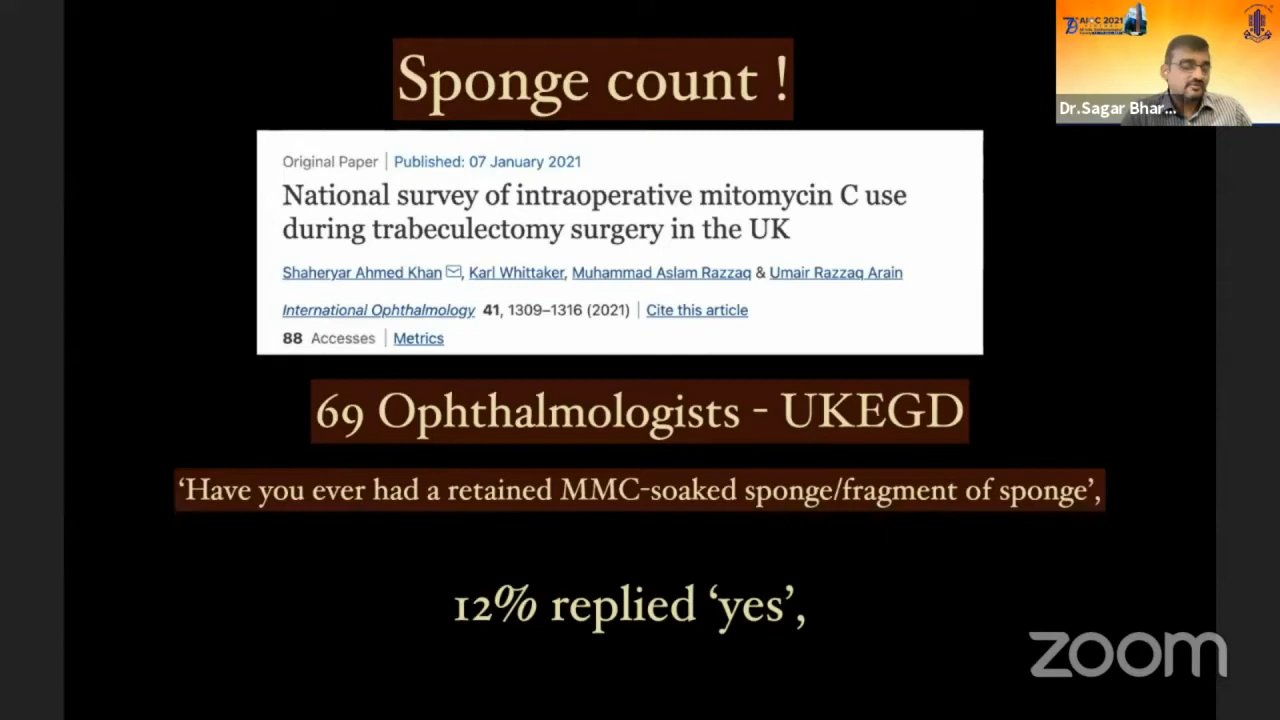 Sponge count !
Original Paper | Published: 07 January 2021
National survey of intraoperative mitomycin C use
during trabeculectomy surgery in the UK
Shaheryar Ahmed Khan, Karl Whittaker, Muhammad Aslam Razzaq & Umair Razzaq Arain
International Ophthalmology 41, 1309–1316 (2021) | Cite this article
88 Accesses | Metrics
69 Ophthalmologists - UKEGD
‘Have you ever had a retained MMC-soaked sponge/fragment of sponge’,
12% replied ‘yes’,
AIOC 2021
Dr.Sagar Bhar...
zoom